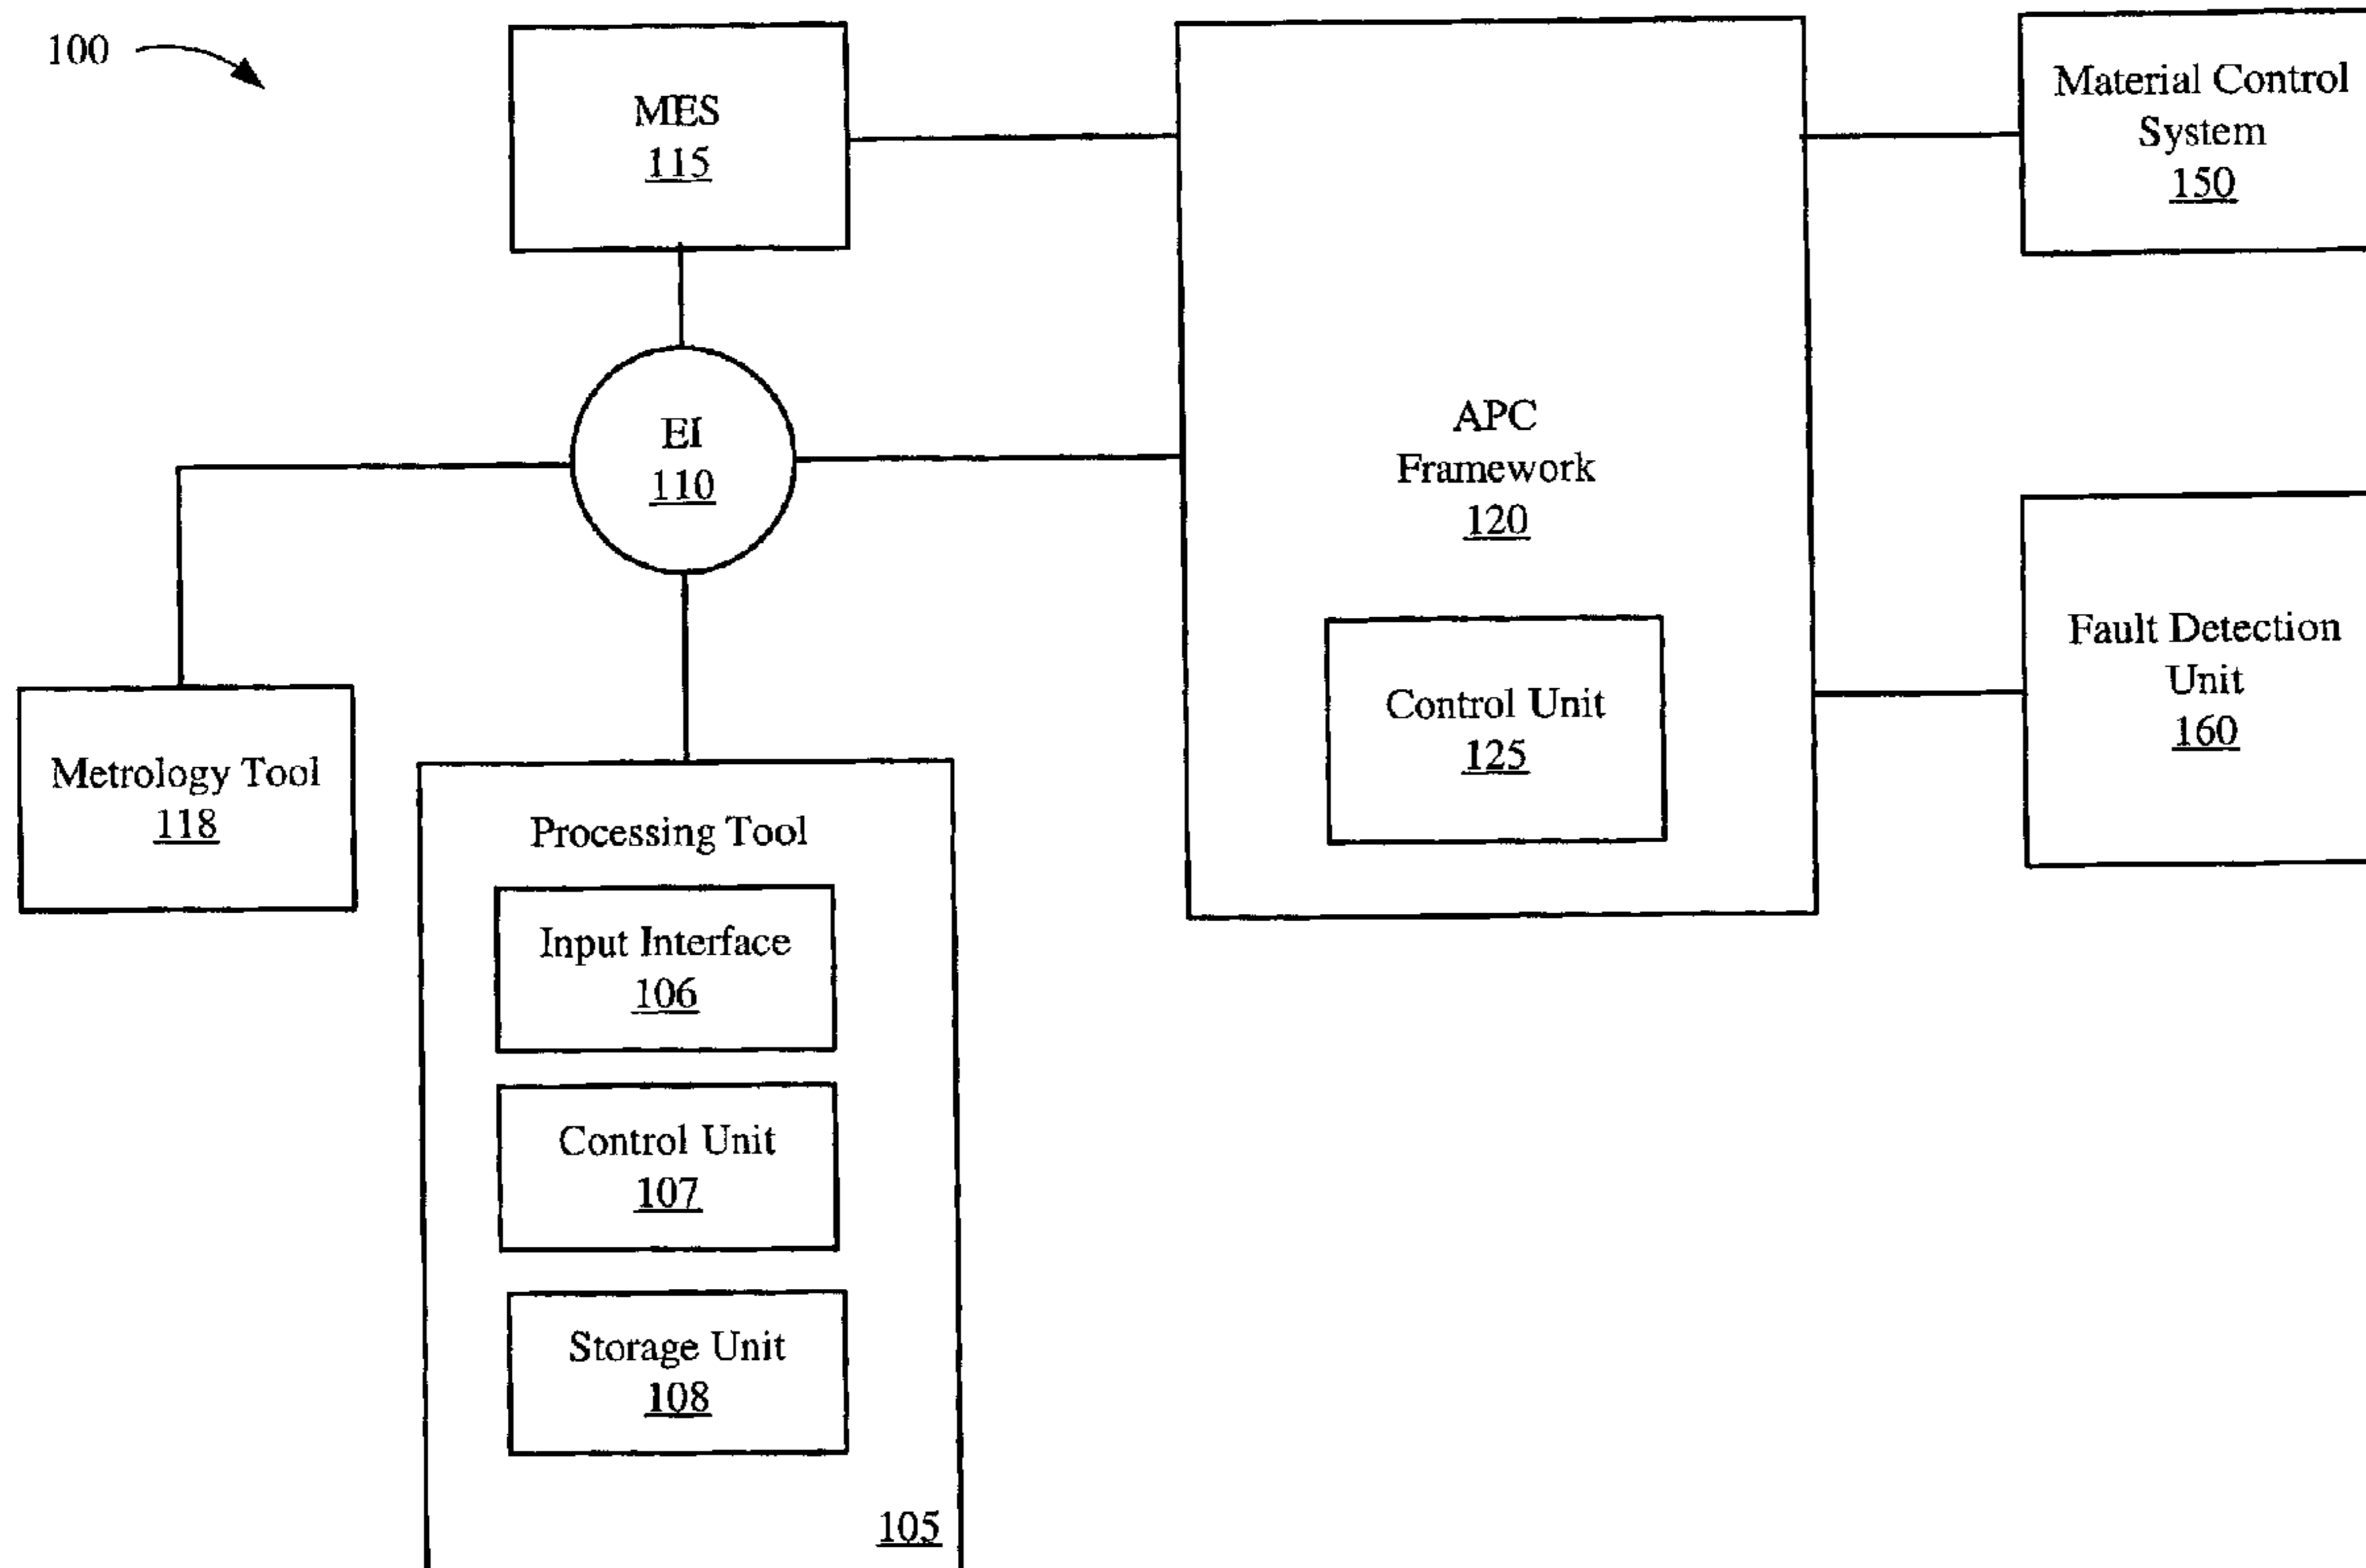 100
MES
115
Material Control
System
150
EI
110
APC
Framework
120
Control Unit
125
Fault Detection
Unit
160
Metrology Tool
118
Processing Tool
Input Interface
106
Control Unit
107
Storage Unit
108
105